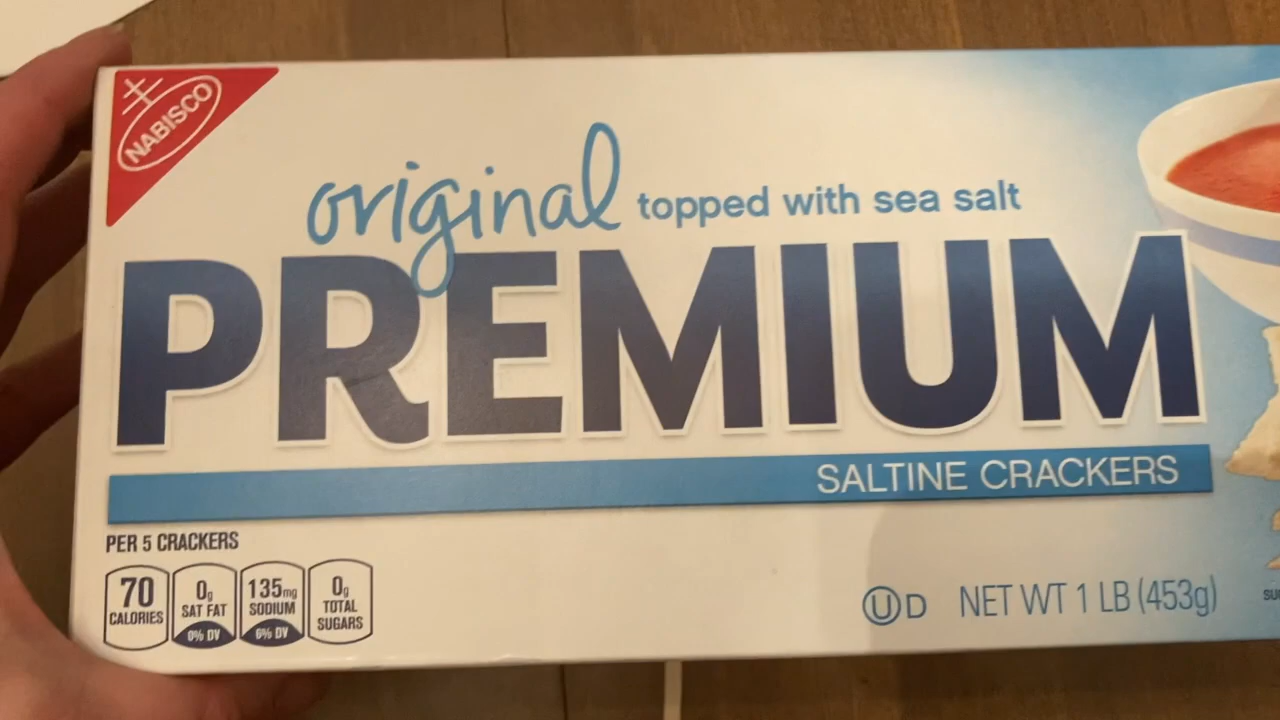 NABISCO
original topped with sea salt
PREMIUM
SALTINE CRACKERS
PER 5 CRACKERS
70 CALORIES
0g SAT FAT 0% DV
135mg SODIUM 6% DV
0g TOTAL SUGARS
U D NET WT 1 LB (453g)